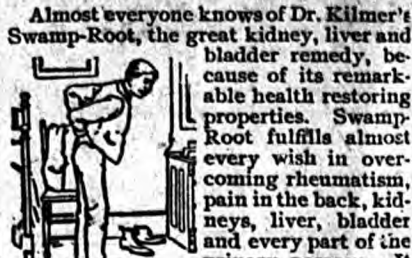 Almost everyone knows of Dr. Kilmer's
Swamp-Root, the great kidney, liver and
bladder remedy, be-
cause of its remark-
able health restoring
properties. Swamp-
Root fulfills almost
every wish in over-
coming rheumatism,
pain in the back, kid-
neys, liver, bladder
and every part of the